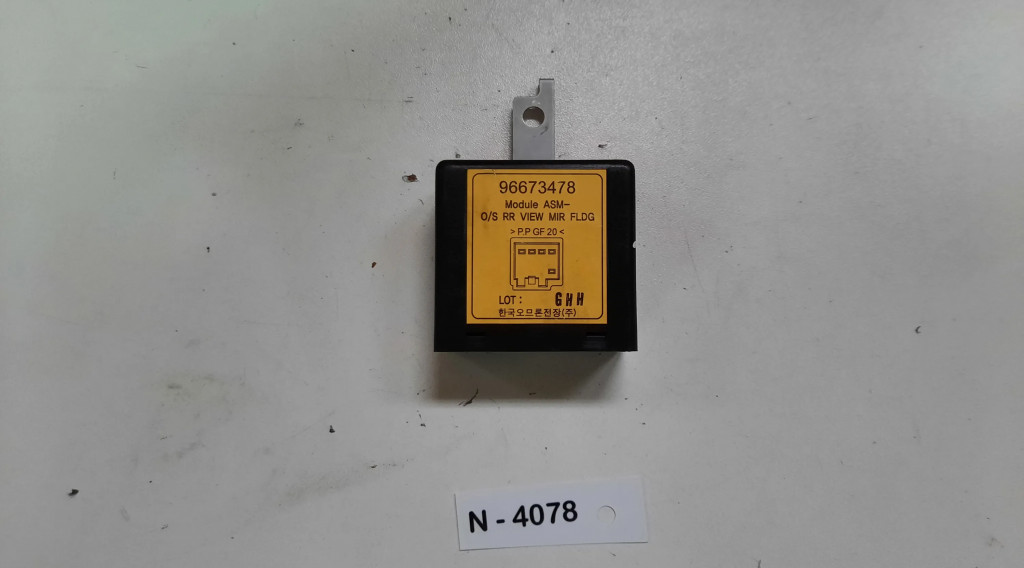 96673478
Module ASM-
O/S RR VIEW MIR FLDG
> P.P GF 20 <
LOT : GHH
한국오므론전장(주)
N - 4078